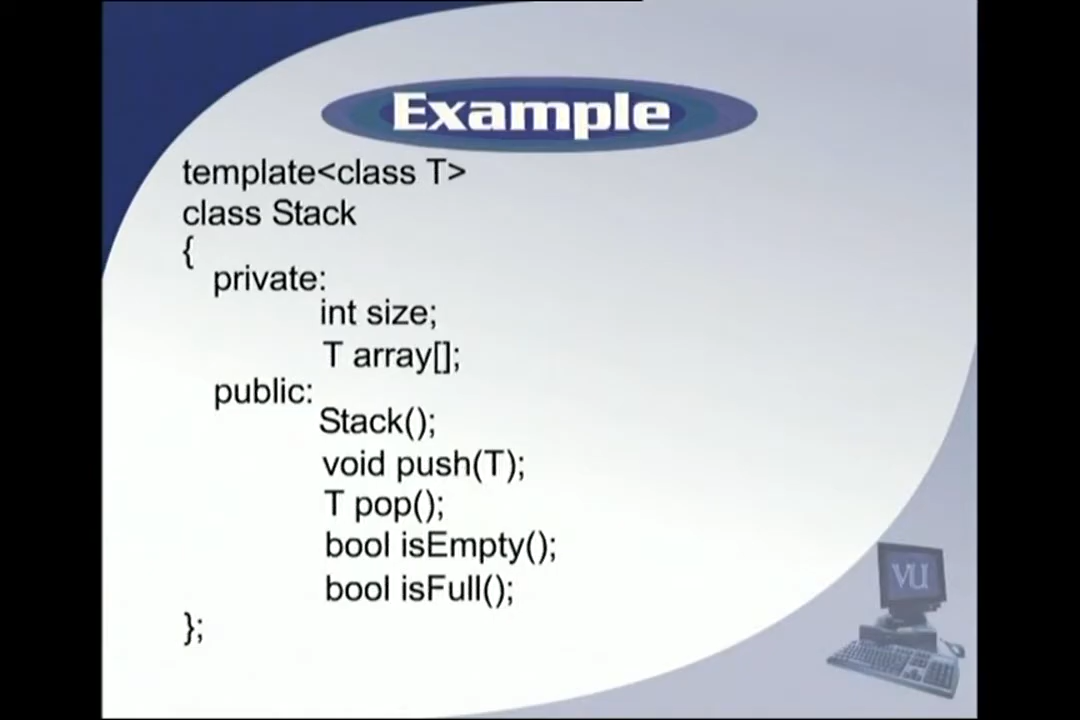 Example
template<class T>
class Stack
{
private:
int size;
T array[];
public:
Stack();
void push(T);
T pop();
bool isEmpty();
bool isFull();
};
VU